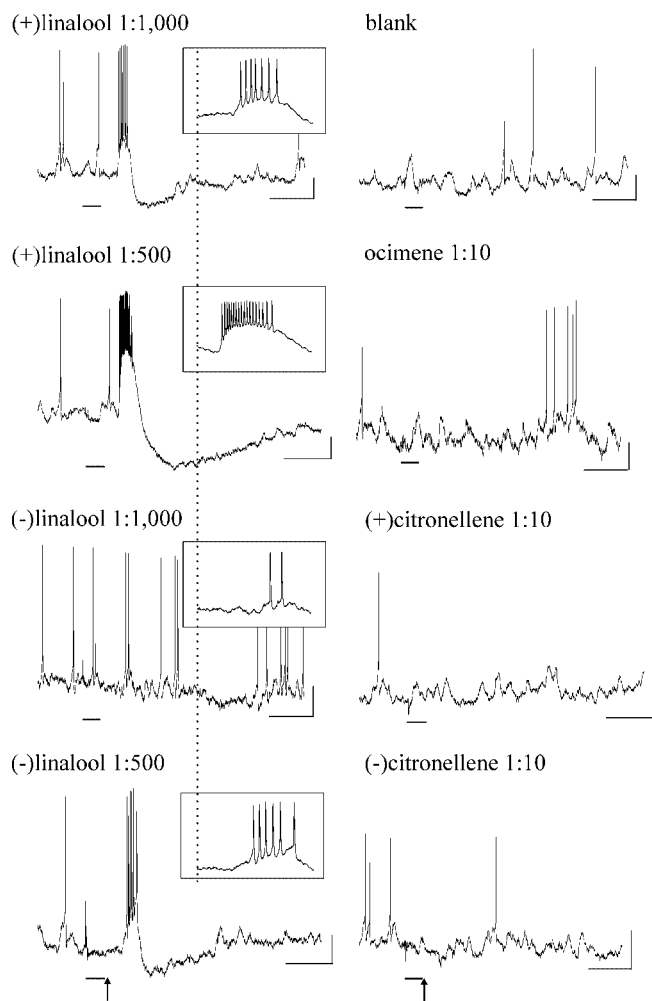 (+)linalool 1:1,000
blank
(+)linalool 1:500
ocimene 1:10
(-)linalool 1:1,000
(+)citronellene 1:10
(-)linalool 1:500
(-)citronellene 1:10